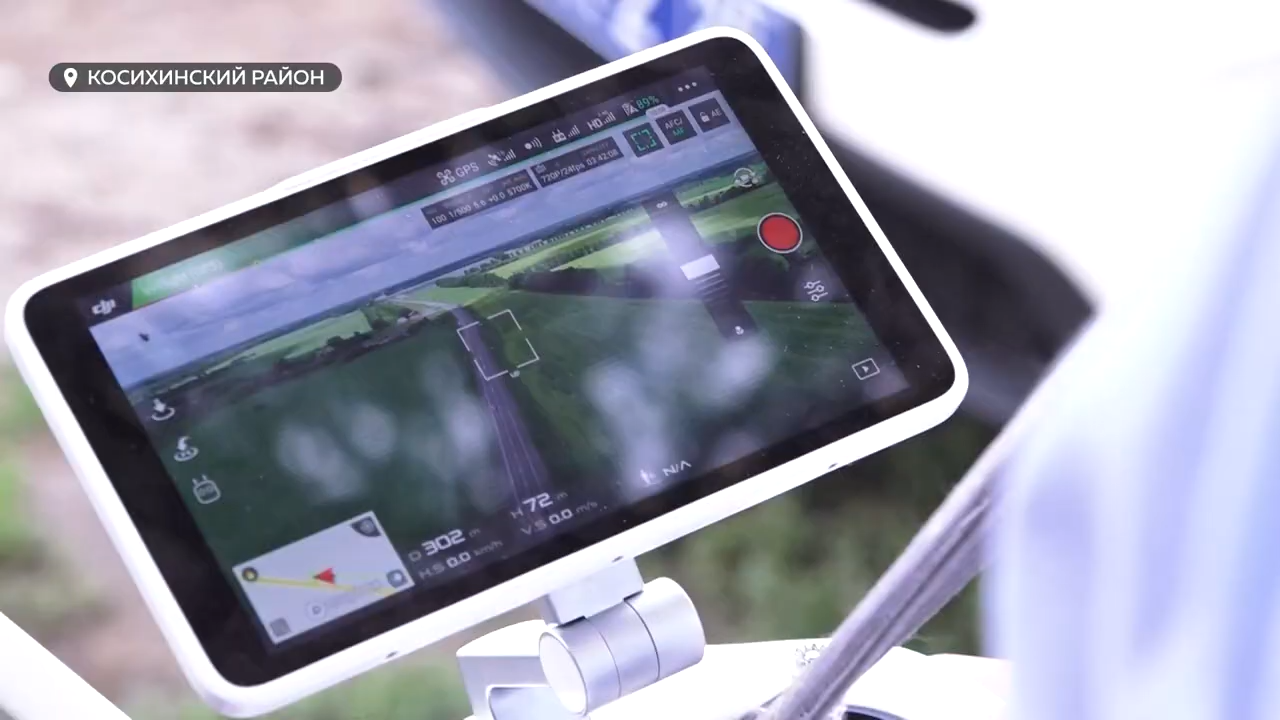 КОСИХИНСКИЙ РАЙОН
GPS
HD
89%
100 1/500 5.6 +0.0 5700K
720P/24fps 03:42:08
AFC/
MF
AE
dji
N/A
D 302 m
H 72 m
H.S 0.0 km/h
V.S 0.0 m/s